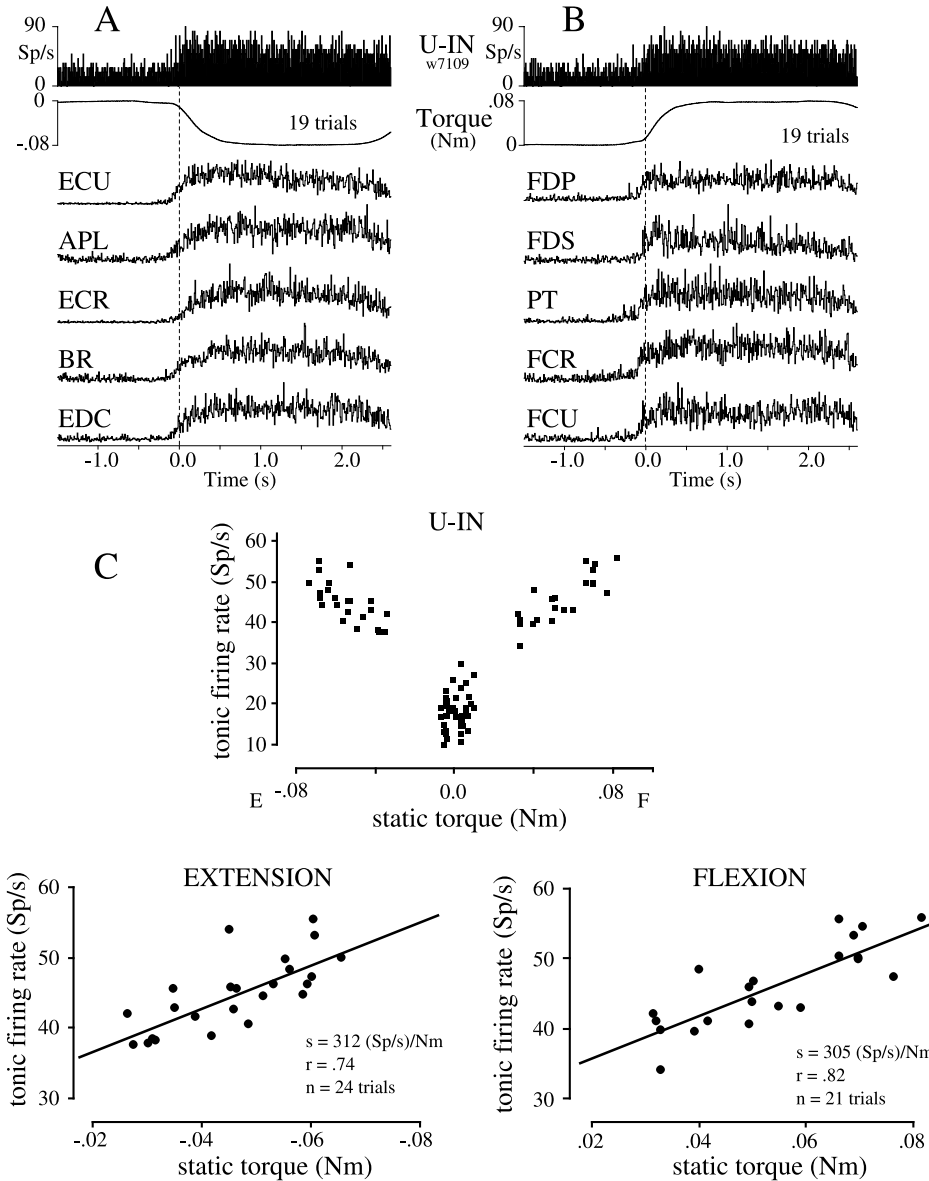 A
90
Sp/s
0
U-IN
w7109
B
90
Sp/s
0
0
-.08
19 trials
Torque
(Nm)
.08
0
19 trials
ECU
APL
ECR
BR
EDC
FDP
FDS
PT
FCR
FCU
-1.0 0.0 1.0 2.0
Time (s)
-1.0 0.0 1.0 2.0
Time (s)
C
U-IN
tonic firing rate (Sp/s)
60
50
40
30
20
10
-.08 0.0 .08
E F
static torque (Nm)
EXTENSION
tonic firing rate (Sp/s)
60
50
40
30
s = 312 (Sp/s)/Nm
r = .74
n = 24 trials
-.02 -.04 -.06 -.08
static torque (Nm)
FLEXION
tonic firing rate (Sp/s)
60
50
40
30
s = 305 (Sp/s)/Nm
r = .82
n = 21 trials
.02 .04 .06 .08
static torque (Nm)